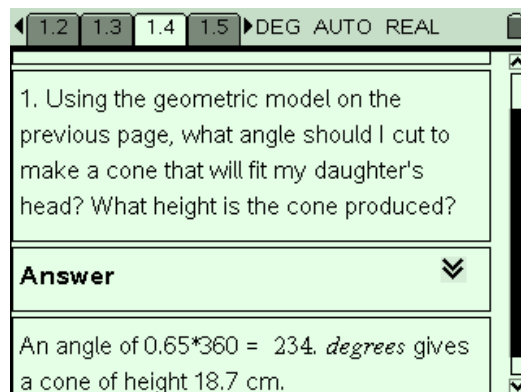 1.2 1.3 1.4 1.5 DEG AUTO REAL
1. Using the geometric model on the
previous page, what angle should I cut to
make a cone that will fit my daughter's
head? What height is the cone produced?
Answer
An angle of 0.65*360 = 234. degrees gives
a cone of height 18.7 cm.